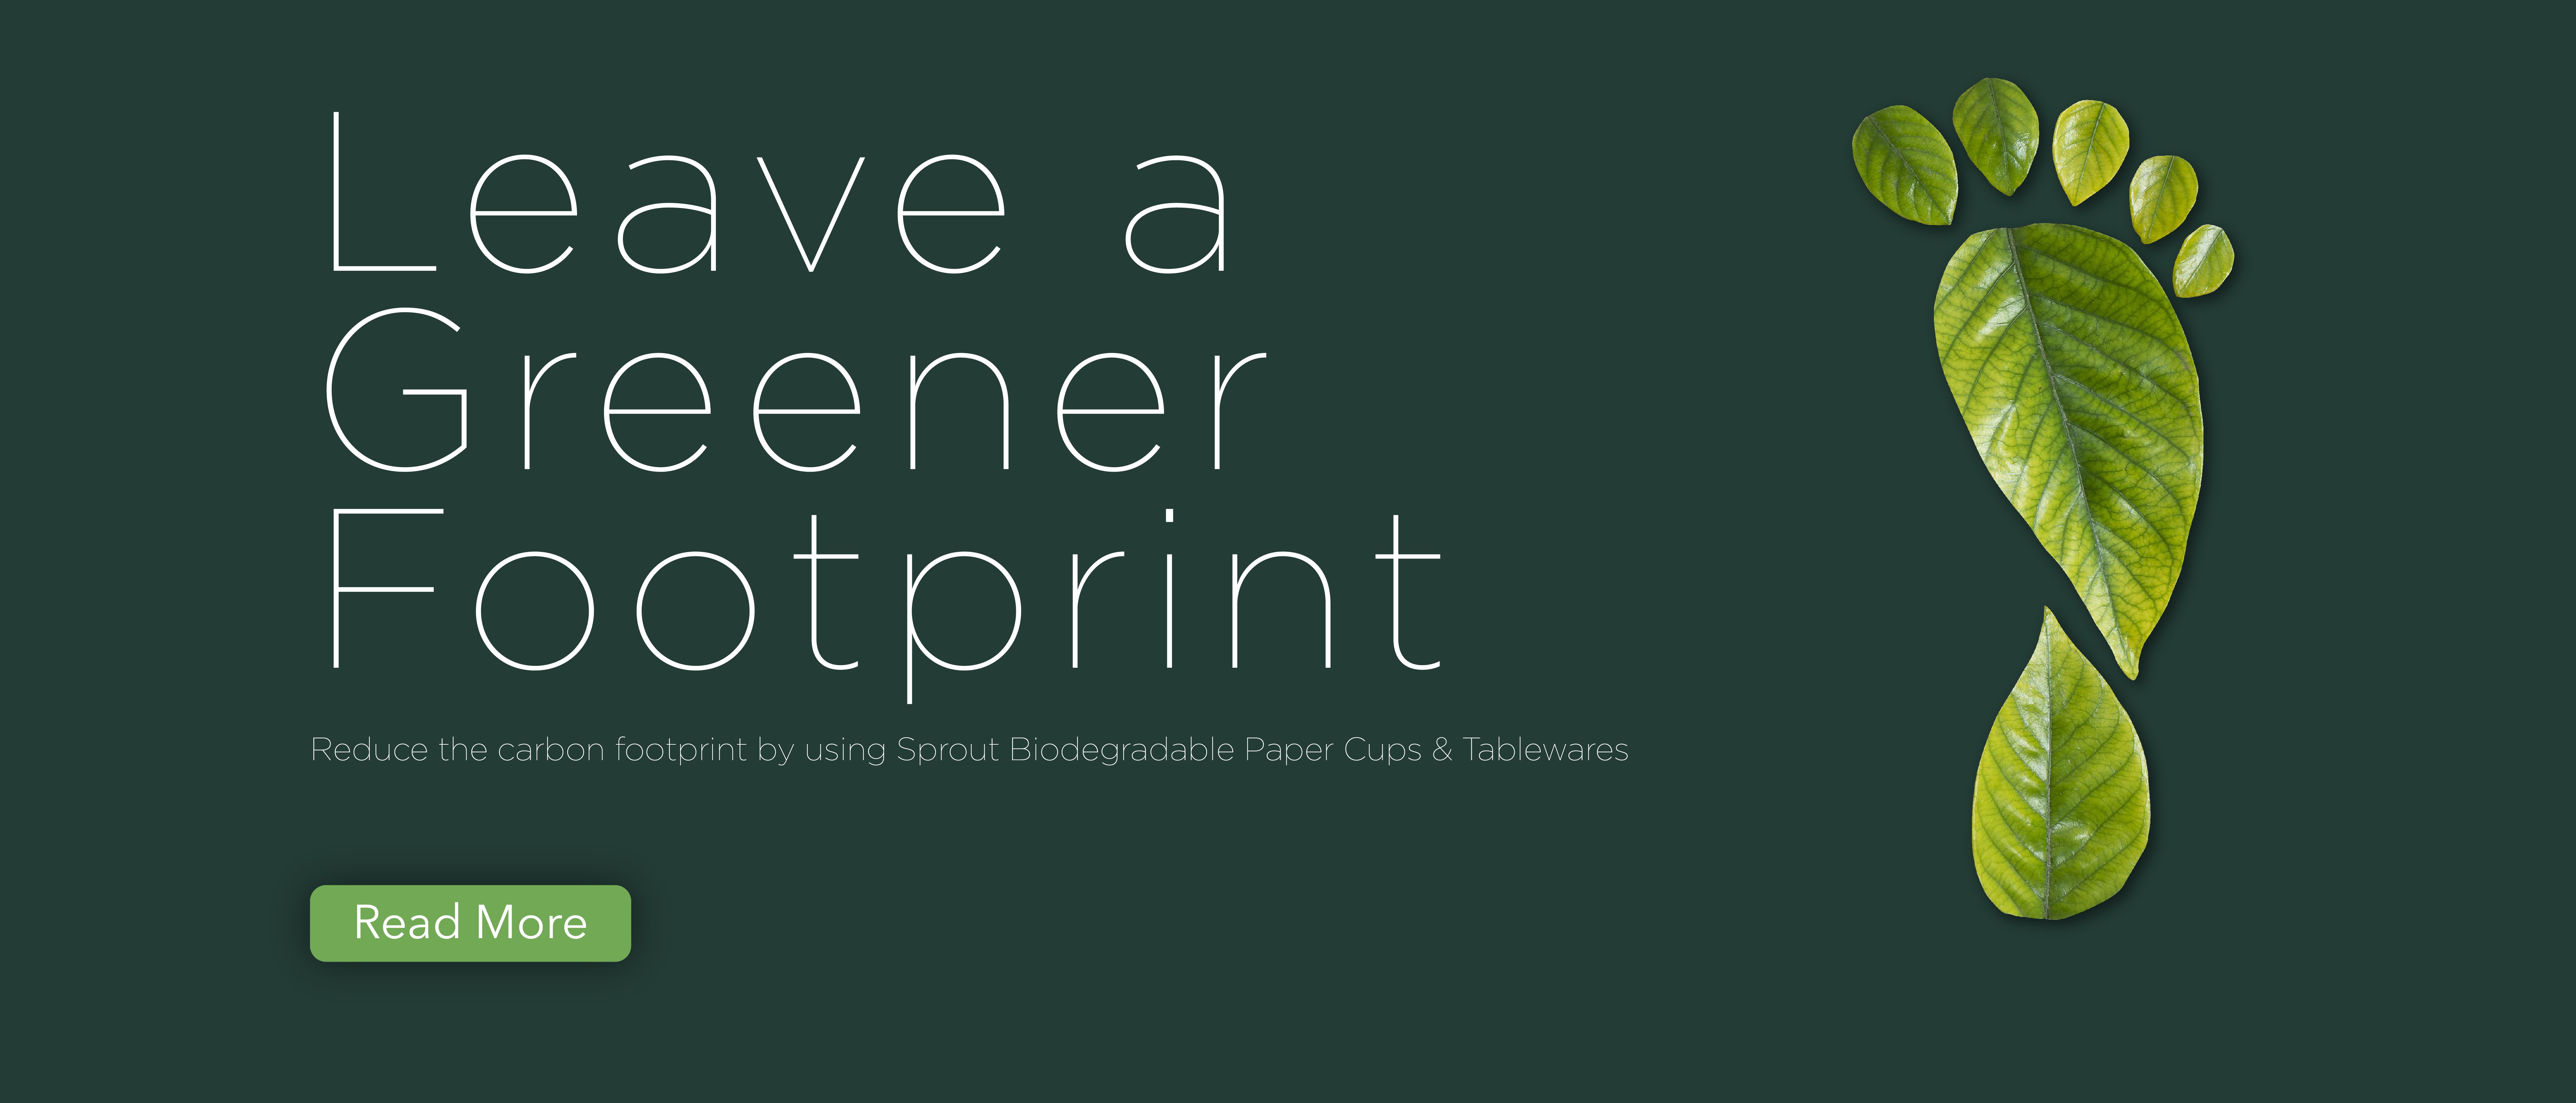 Leave a
Greener
Footprint
Reduce the carbon footprint by using Sprout Biodegradable Paper Cups & Tablewares
Read More